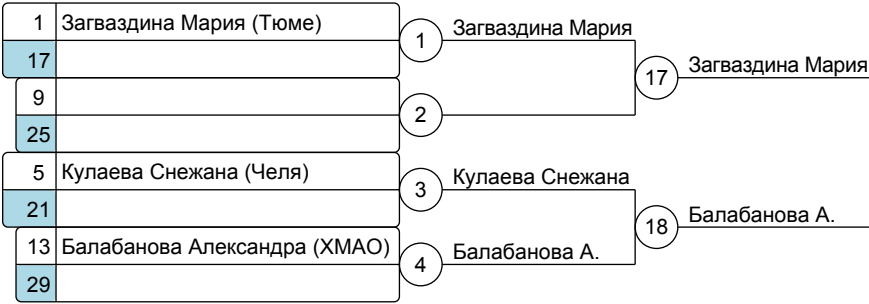 1 Загваздина Мария (Тюме)
17
1
Загваздина Мария
9
25
2
17
Загваздина Мария
5 Кулаева Снежана (Челя)
21
3
Кулаева Снежана
13 Балабанова Александра (ХМАО)
29
4
Балабанова А.
18
Балабанова А.